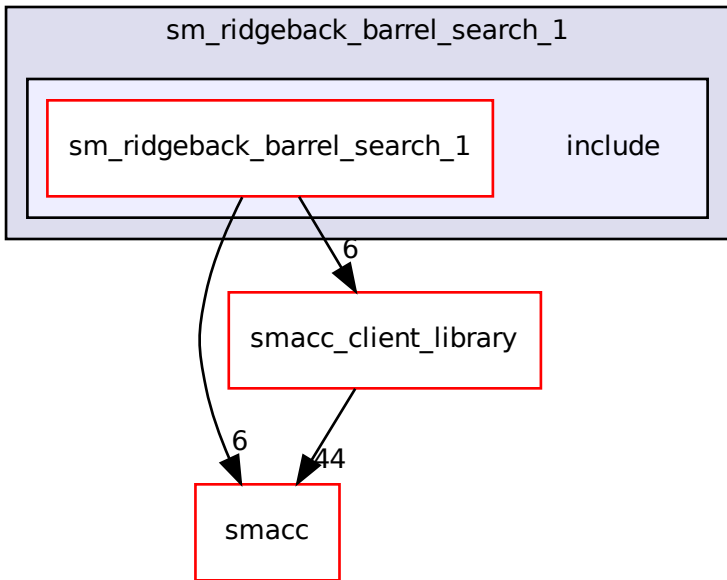 sm_ridgeback_barrel_search_1
sm_ridgeback_barrel_search_1
include
6
smacc_client_library
6
44
smacc